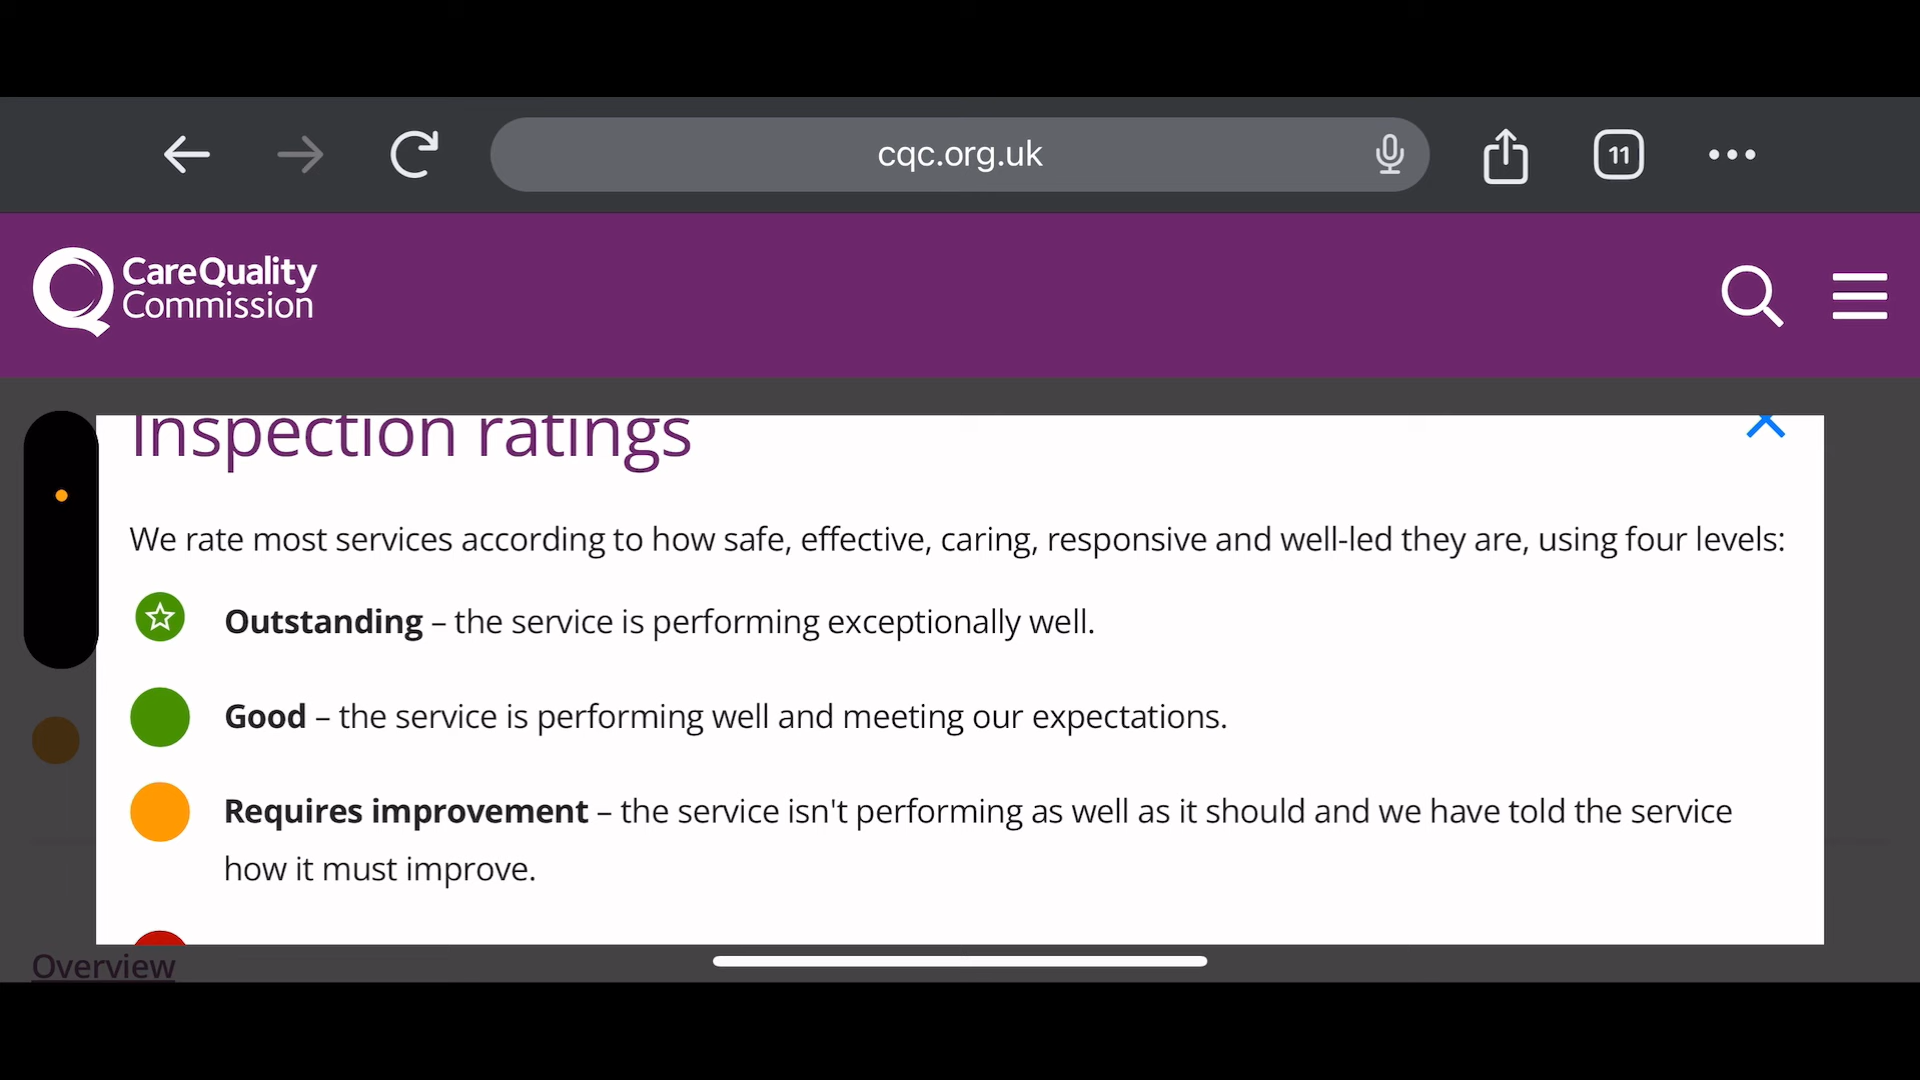 cqc.org.uk
11
CareQuality
Commission
Inspection ratings
We rate most services according to how safe, effective, caring, responsive and well-led they are, using four levels:
Outstanding – the service is performing exceptionally well.
Good – the service is performing well and meeting our expectations.
Requires improvement – the service isn't performing as well as it should and we have told the service
how it must improve.
Overview